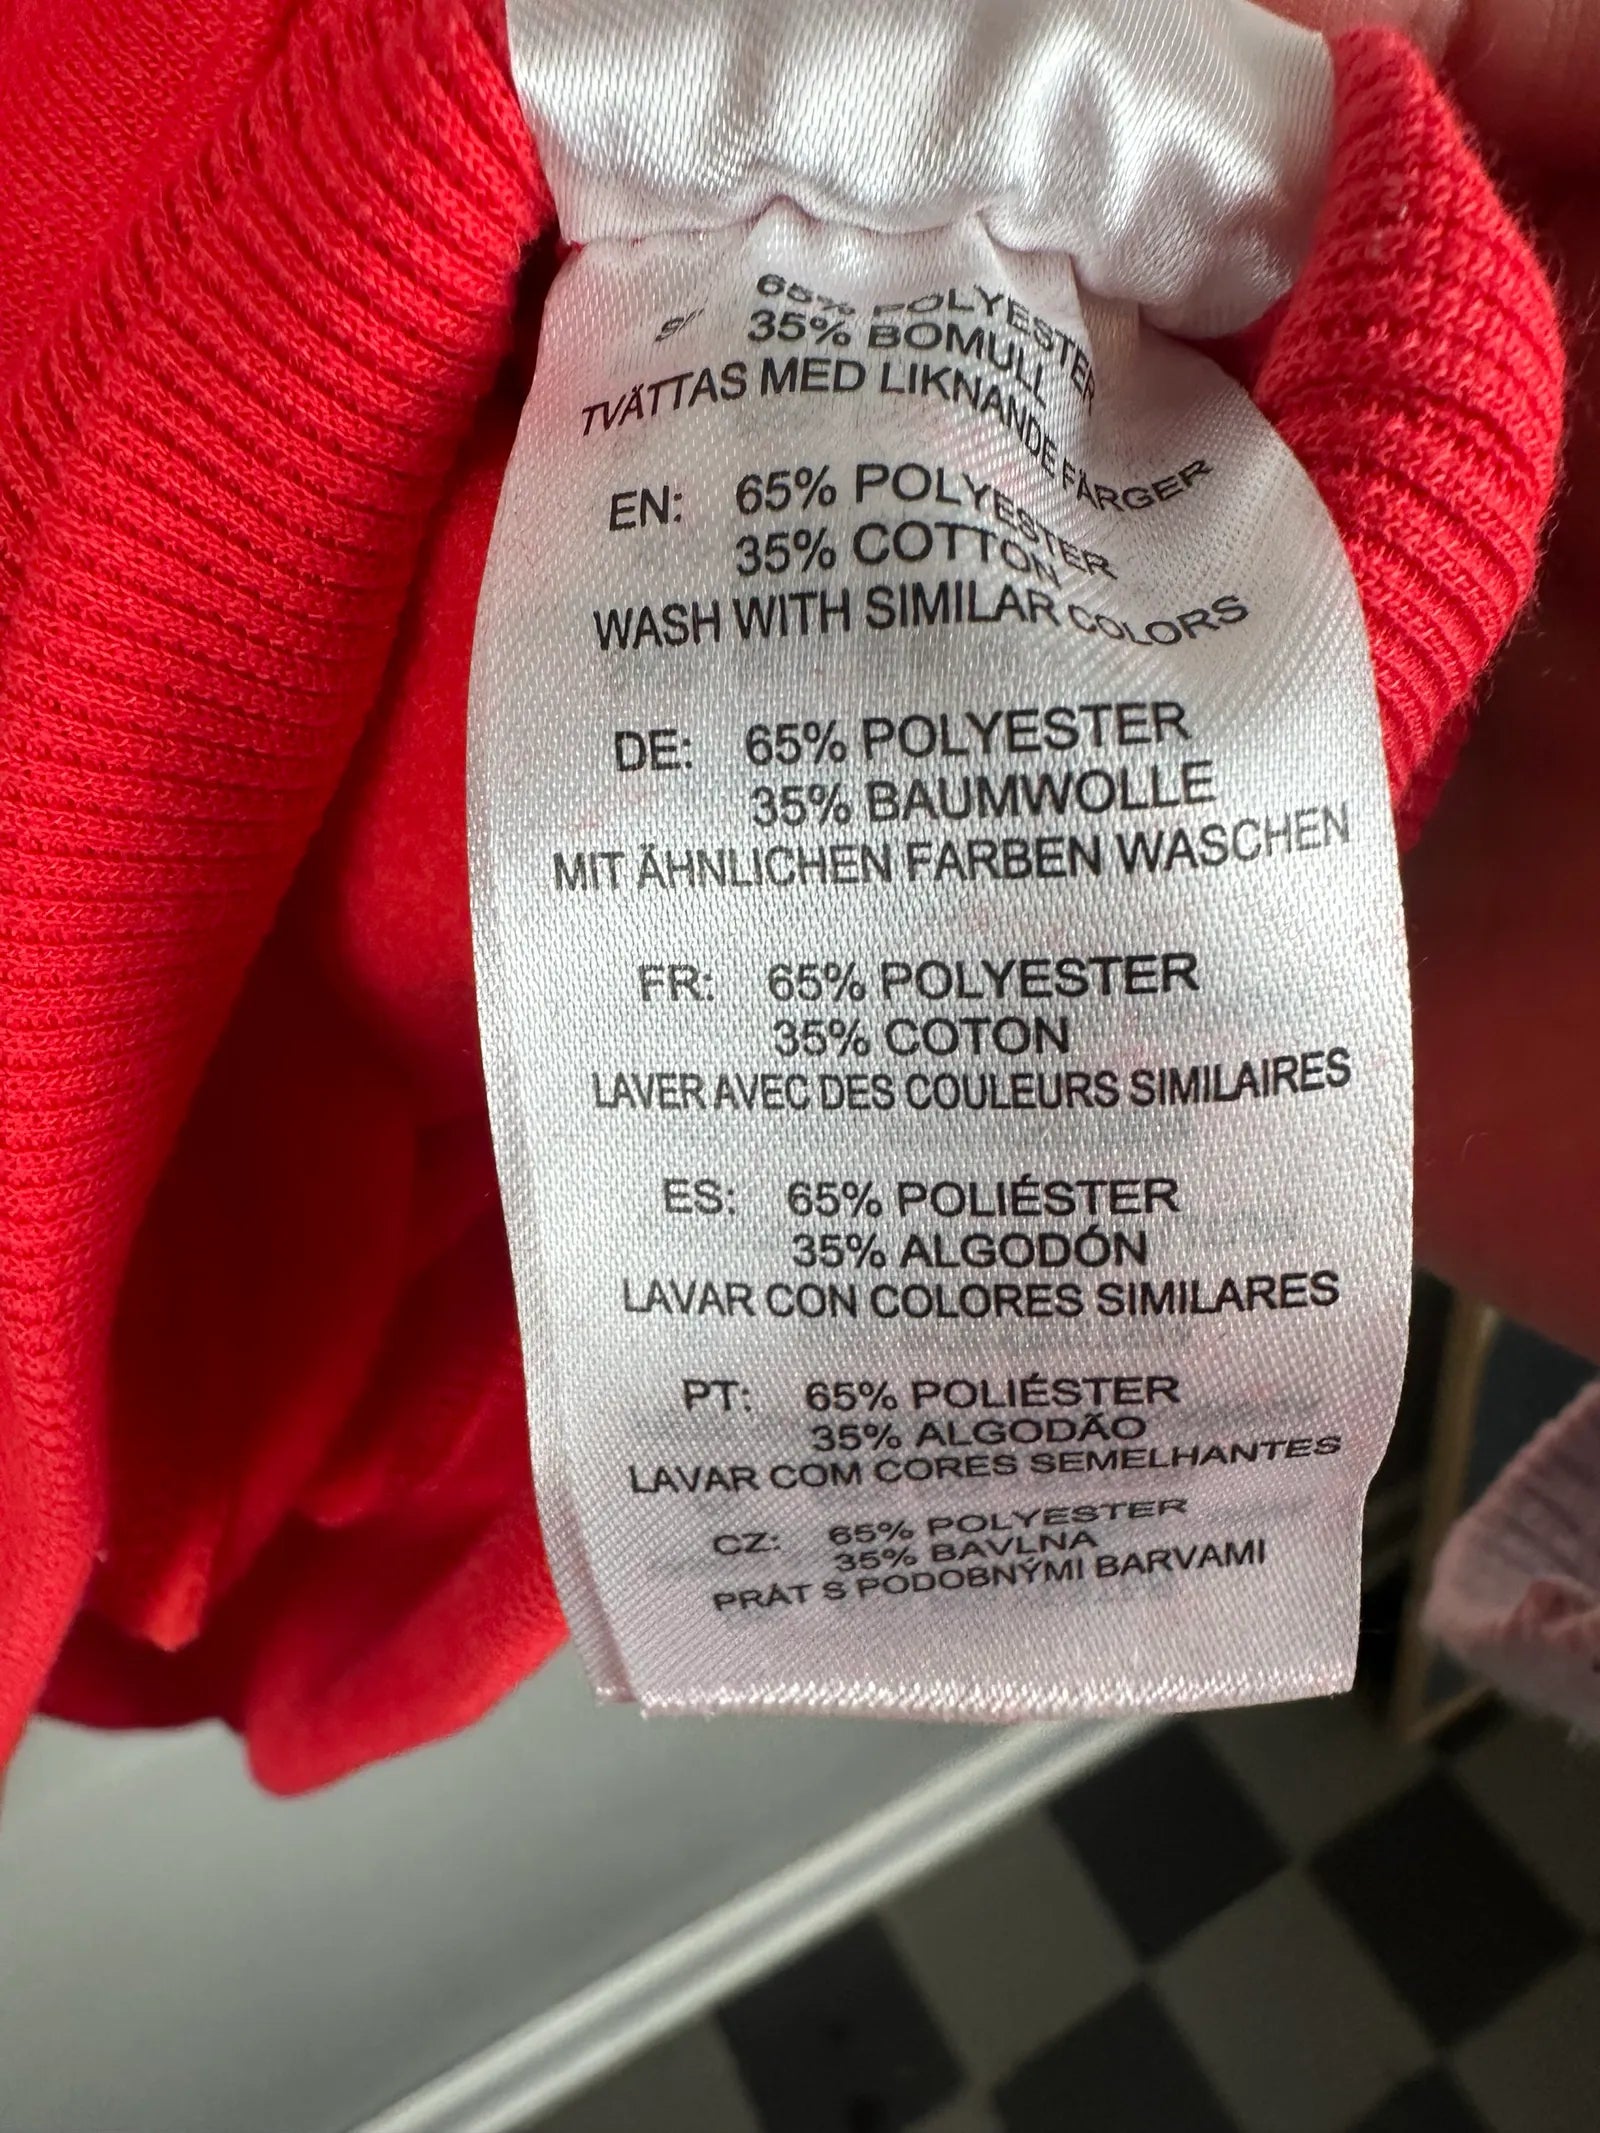 65% POLYESTER
35% BOMULL
TVÄTTAS MED LIKNANDE FÄRGER
EN: 65% POLYESTER
35% COTTON
WASH WITH SIMILAR COLORS
DE: 65% POLYESTER
35% BAUMWOLLE
MIT ÄHNLICHEN FARBEN WASCHEN
FR: 65% POLYESTER
35% COTON
LAVER AVEC DES COULEURS SIMILAIRES
ES: 65% POLIÉSTER
35% ALGODÓN
LAVAR CON COLORES SIMILARES
PT: 65% POLIÉSTER
35% ALGODÃO
LAVAR COM CORES SEMELHANTES
CZ: 65% POLYESTER
35% BAVLNA
PRÁT S PODOBNÝMI BARVAMI